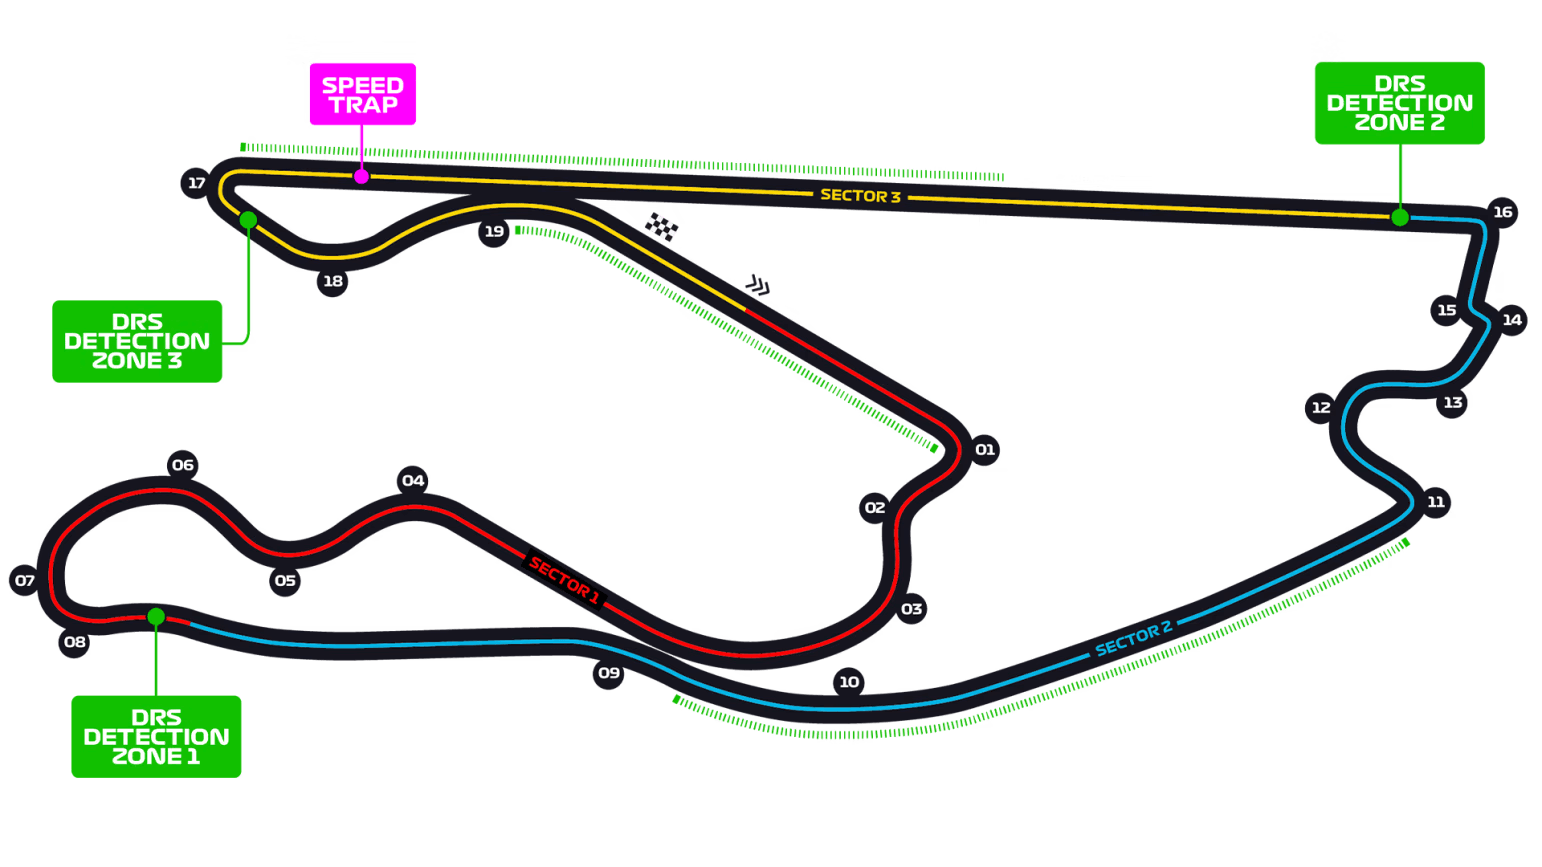 SPEED
TRAP
DRS
DETECTION
ZONE 2
17
SECTOR 3
16
19
18
15
14
DRS
DETECTION
ZONE 3
12
13
01
06
04
02
11
07
05
SECTOR 1
03
08
SECTOR 2
09
10
DRS
DETECTION
ZONE 1